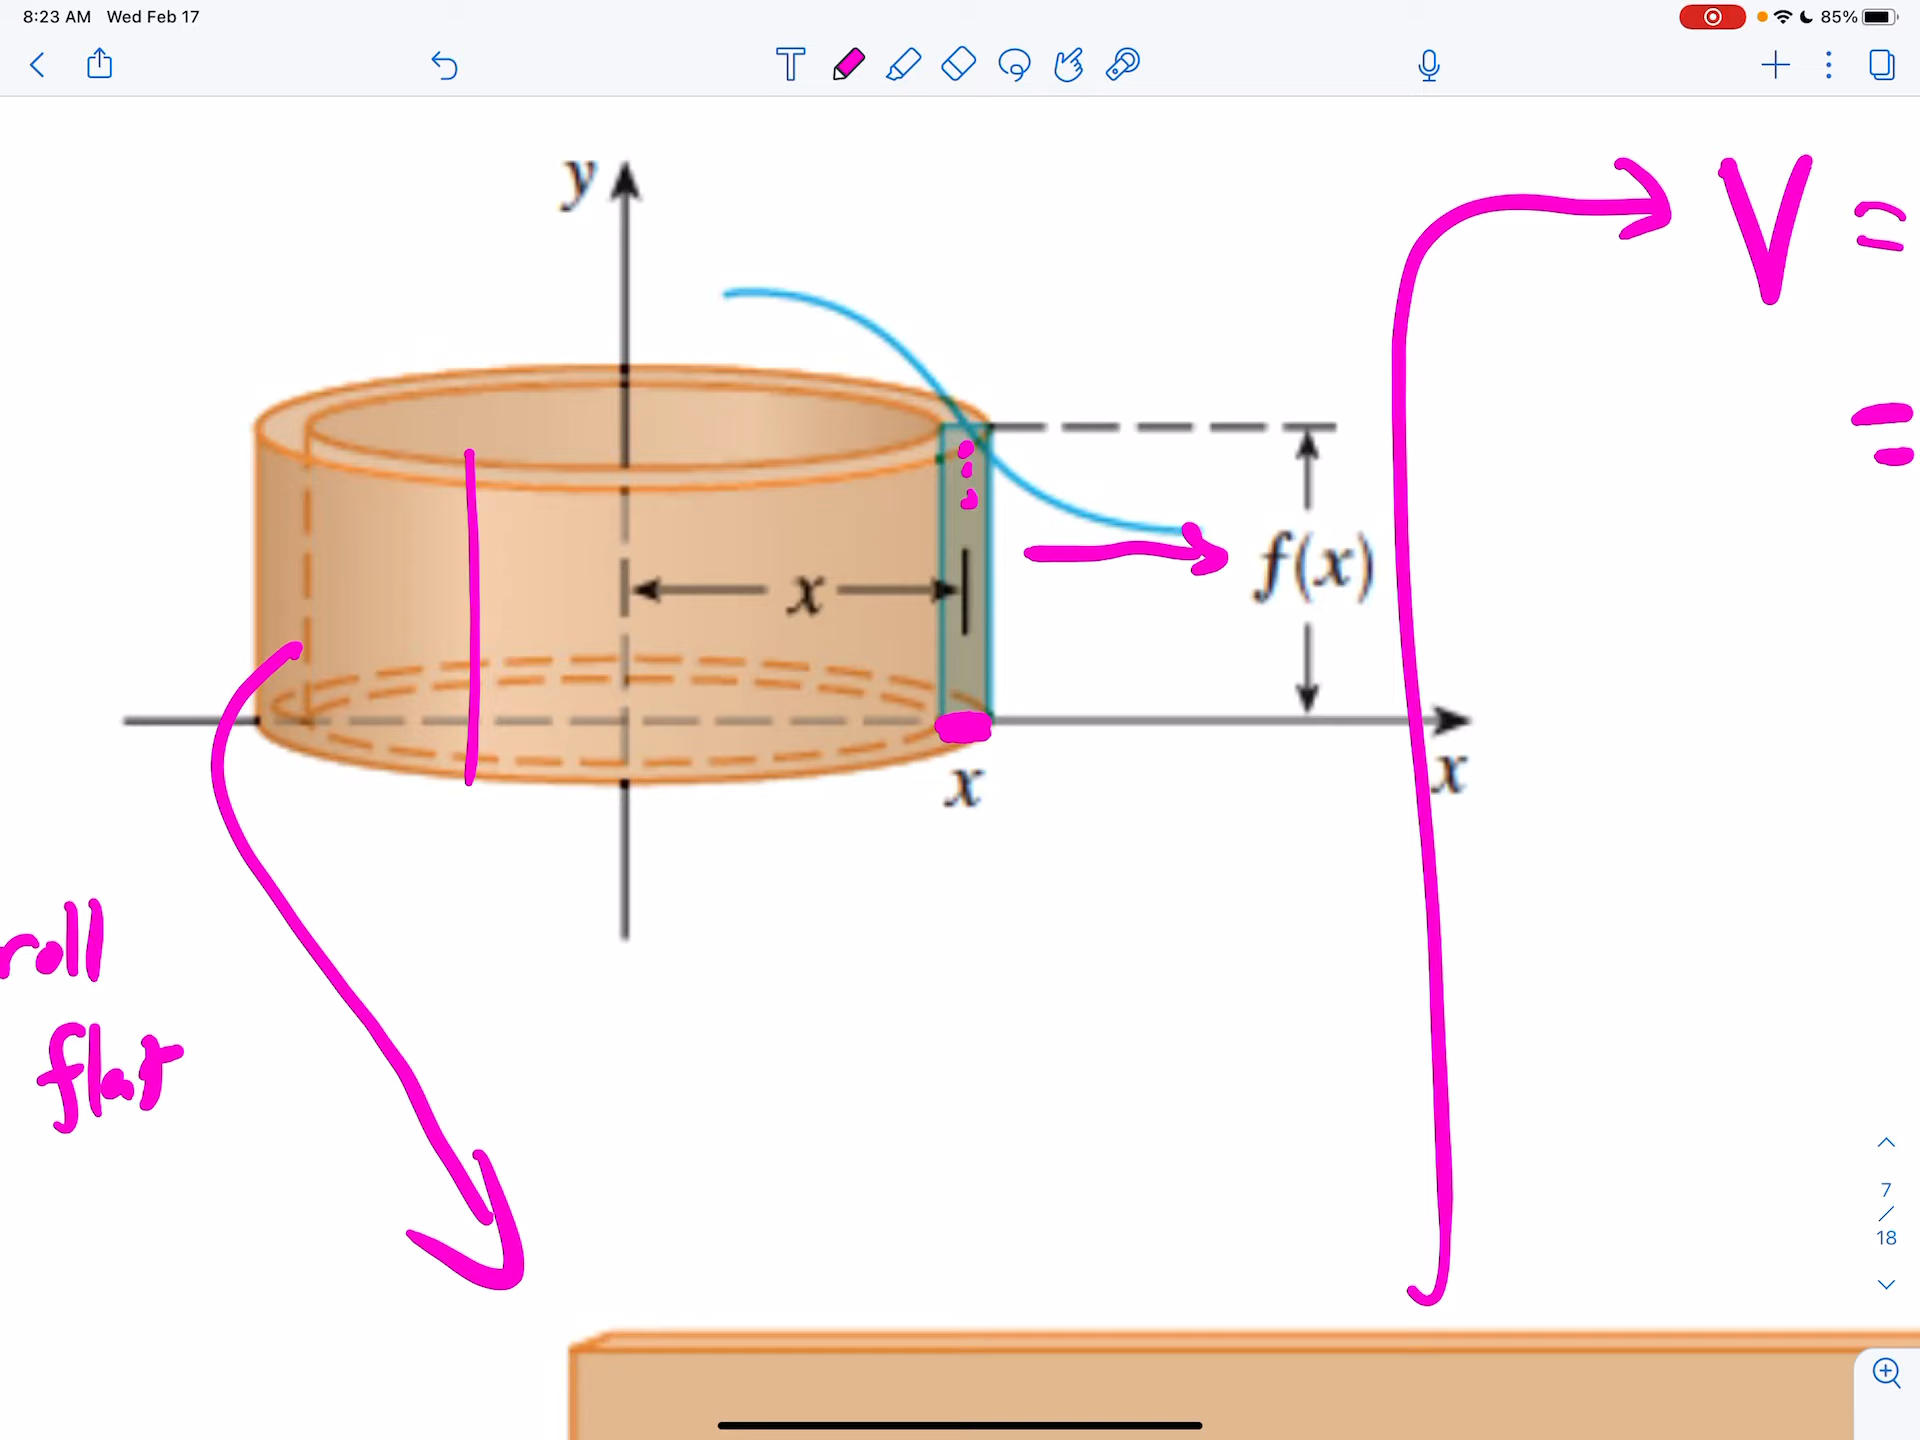 8:23 AM Wed Feb 17
85%
T
y
V =
=
x
f(x)
x
x
roll
flat
7
/
18